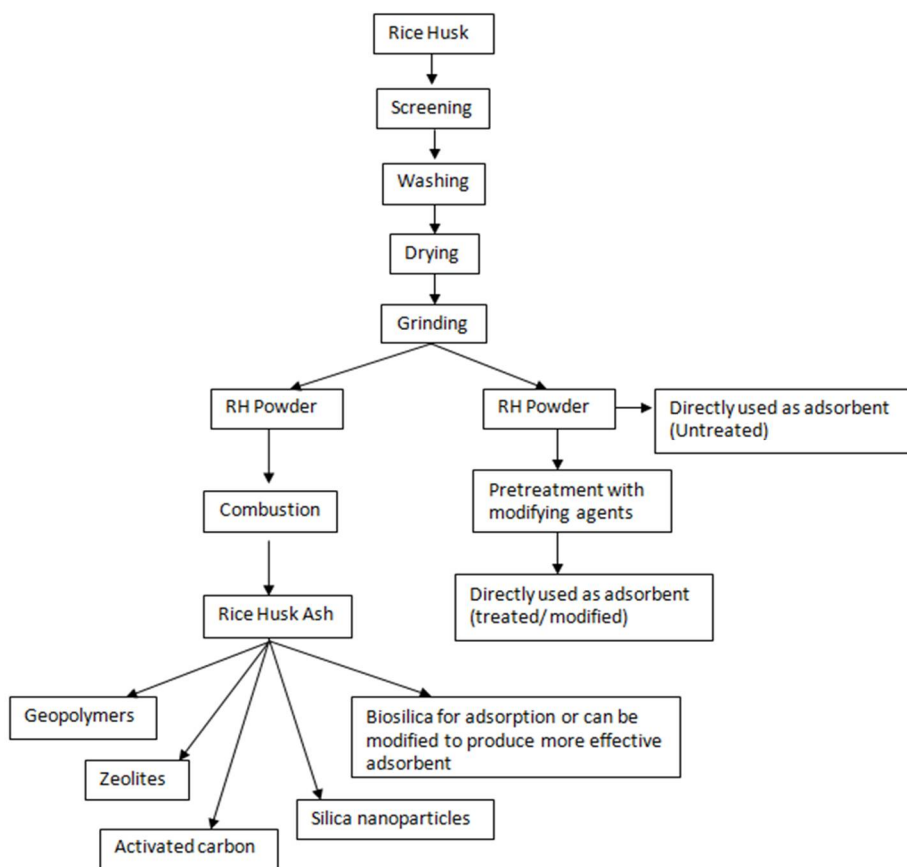 Rice Husk
Screening
Washing
Drying
Grinding
RH Powder
RH Powder
Directly used as adsorbent
(Untreated)
Combustion
Pretreatment with
modifying agents
Rice Husk Ash
Directly used as adsorbent
(treated/ modified)
Geopolymers
Biosilica for adsorption or can be
modified to produce more effective
adsorbent
Zeolites
Silica nanoparticles
Activated carbon